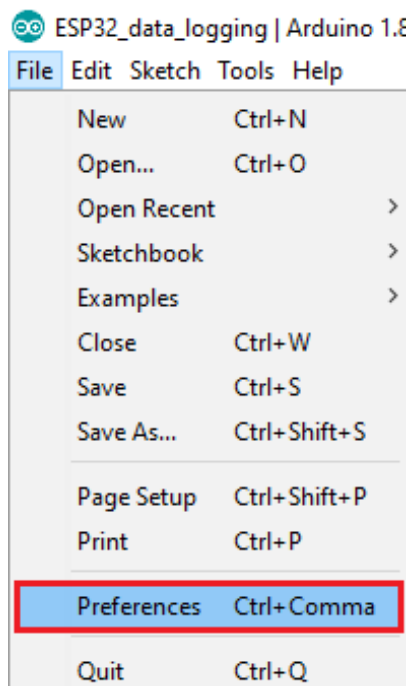 ESP32_data_logging | Arduino 1.8
File Edit Sketch Tools Help
New Ctrl+N
Open... Ctrl+O
Open Recent >
Sketchbook >
Examples >
Close Ctrl+W
Save Ctrl+S
Save As... Ctrl+Shift+S
Page Setup Ctrl+Shift+P
Print Ctrl+P
Preferences Ctrl+Comma
Quit Ctrl+Q